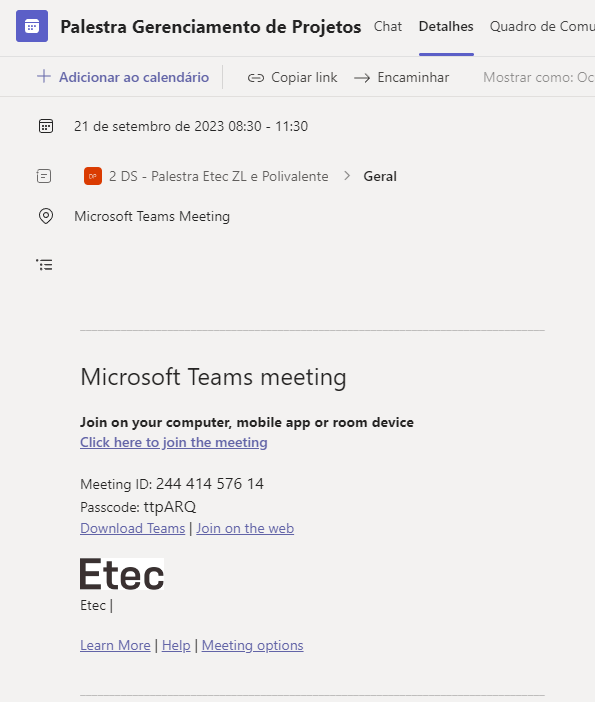 Palestra Gerenciamento de Projetos Chat Detalhes Quadro de Comu
Adicionar ao calendário Copiar link Encaminhar Mostrar como: Oc
21 de setembro de 2023 08:30 - 11:30
DP 2 DS - Palestra Etec ZL e Polivalente > Geral
Microsoft Teams Meeting
Microsoft Teams meeting
Join on your computer, mobile app or room device
Click here to join the meeting
Meeting ID: 244 414 576 14
Passcode: ttpARQ
Download Teams | Join on the web
Etec
Etec |
Learn More | Help | Meeting options